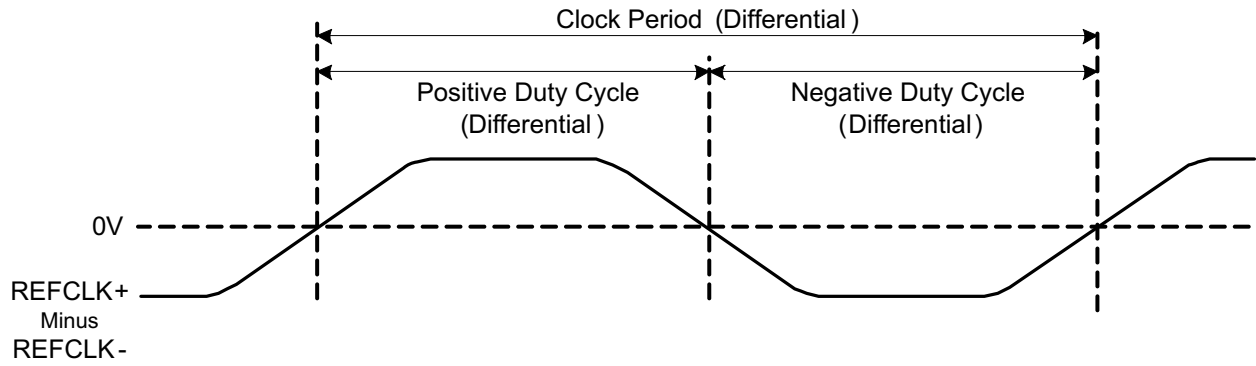 Clock Period (Differential)
Positive Duty Cycle
(Differential)
Negative Duty Cycle
(Differential)
0V
REFCLK+
Minus
REFCLK-